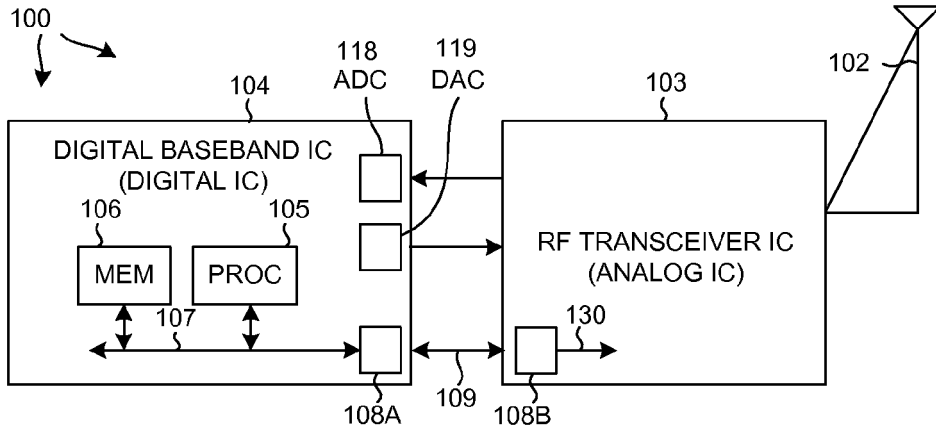 100
118
ADC
119
DAC
102
104
103
DIGITAL BASEBAND IC
(DIGITAL IC)
106
105
MEM
PROC
RF TRANSCEIVER IC
(ANALOG IC)
107
130
108A
109
108B